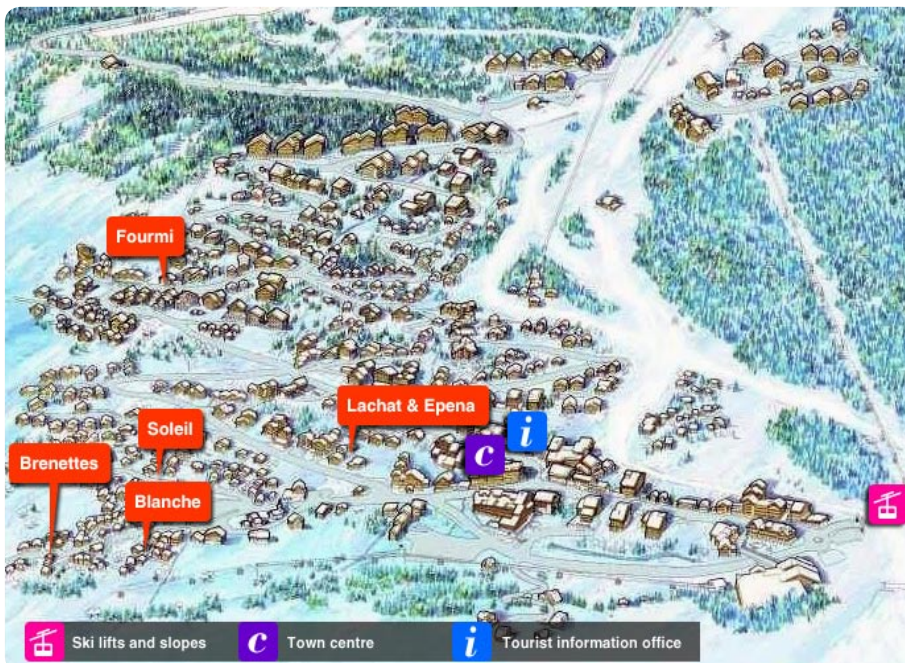 Fourmi
Lachat & Epena
Soleil
Brenettes
Blanche
i
c
c Town centre
Ski lifts and slopes
i Tourist information office